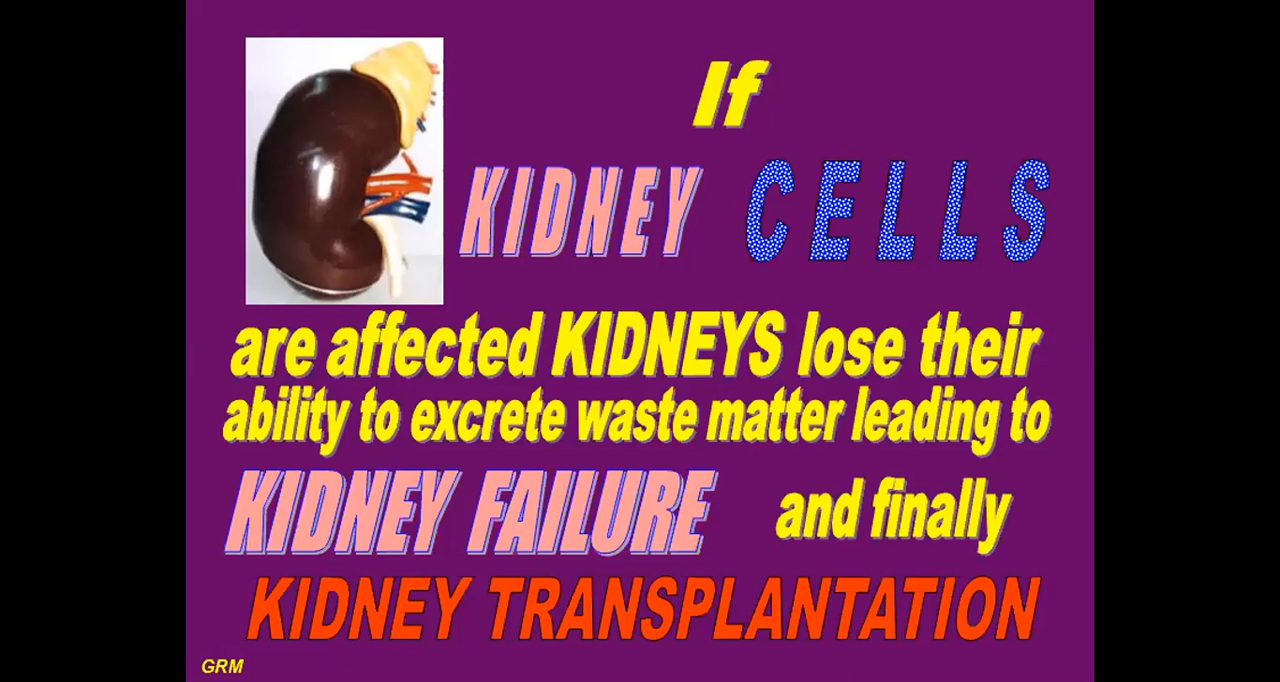 If
KIDNEY CELLS
are affected KIDNEYS lose their
ability to excrete waste matter leading to
KIDNEY FAILURE and finally
KIDNEY TRANSPLANTATION
GRM